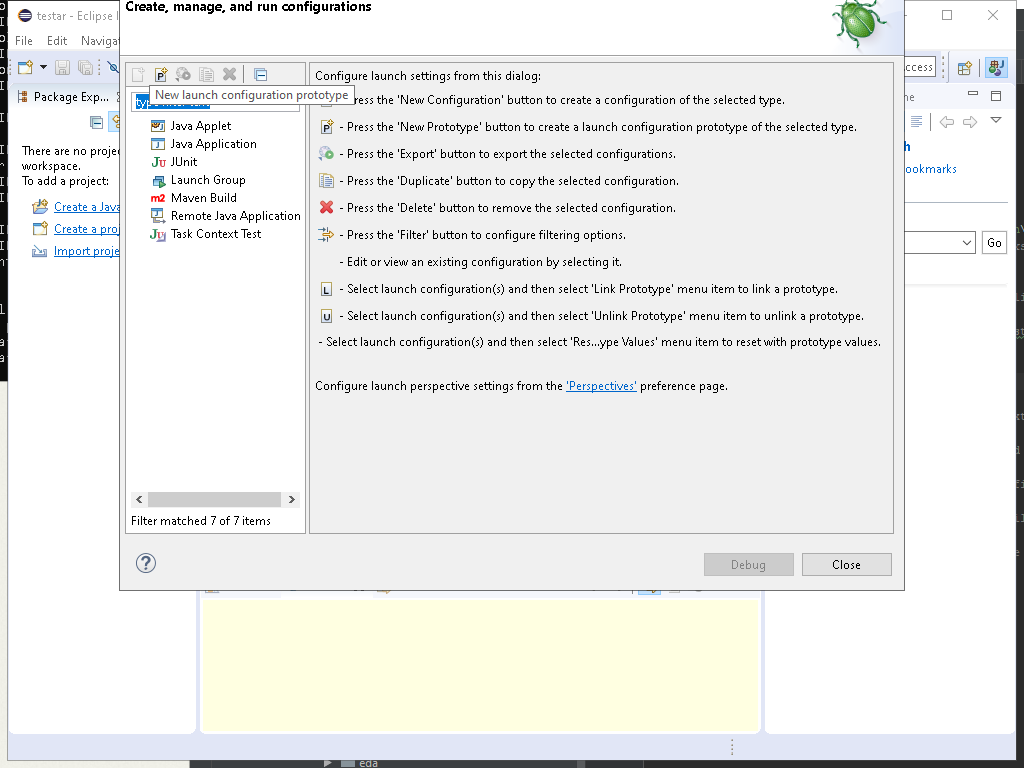 Create, manage, and run configurations
testar - Eclipse
File Edit Naviga
Package Exp...
New launch configuration prototype
Java Applet
Java Application
JUnit
Launch Group
Maven Build
Remote Java Application
Task Context Test
Filter matched 7 of 7 items
Configure launch settings from this dialog:
the 'New Configuration' button to create a configuration of the selected type.
- Press the 'New Prototype' button to create a launch configuration prototype of the selected type.
- Press the 'Export' button to export the selected configurations.
- Press the 'Duplicate' button to copy the selected configuration.
- Press the 'Delete' button to remove the selected configuration.
- Press the 'Filter' button to configure filtering options.
- Edit or view an existing configuration by selecting it.
- Select launch configuration(s) and then select 'Link Prototype' menu item to link a prototype.
- Select launch configuration(s) and then select 'Unlink Prototype' menu item to unlink a prototype.
- Select launch configuration(s) and then select 'Res...ype Values' menu item to reset with prototype values.
Configure launch perspective settings from the 'Perspectives' preference page.
Debug
Close
There are no proje
workspace.
To add a project:
Create a Java
Create a proj
Import proje
ccess
ookmarks
Go
eda